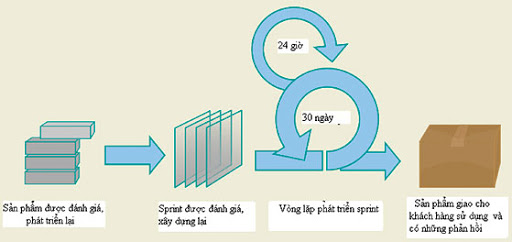 24 giờ
30 ngày
Sản phẩm được đánh giá,
phát triển lại
Sprint được đánh giá,
xây dựng lại
Vòng lặp phát triển sprint
Sản phẩm giao cho
khách hàng sử dụng và
có những phản hồi